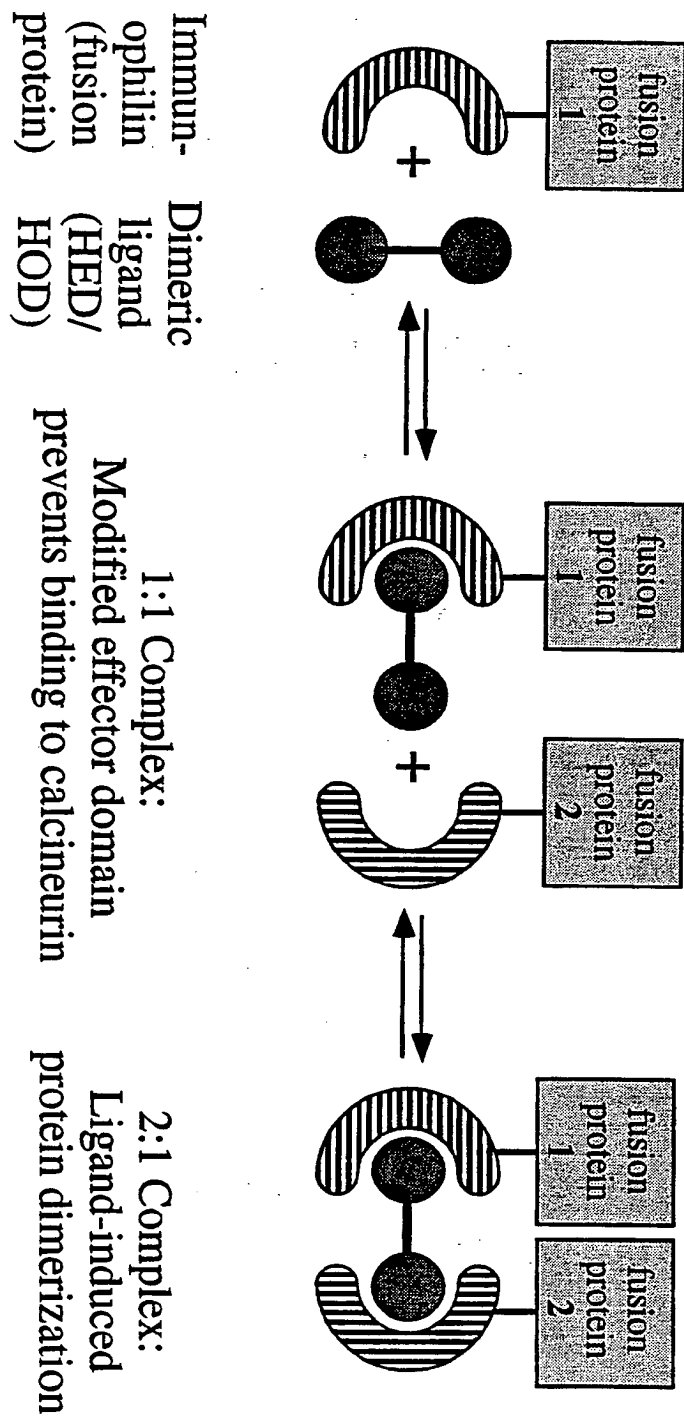 fusion
protein
1
+
fusion
protein
1
+
fusion
protein
2
fusion
protein
1
fusion
protein
2
Immun-
ophilin
(fusion
protein)
Dimeric
ligand
(HED/
HOD)
1:1 Complex:
Modified effector domain
prevents binding to calcineurin
2:1 Complex:
Ligand-induced
protein dimerization